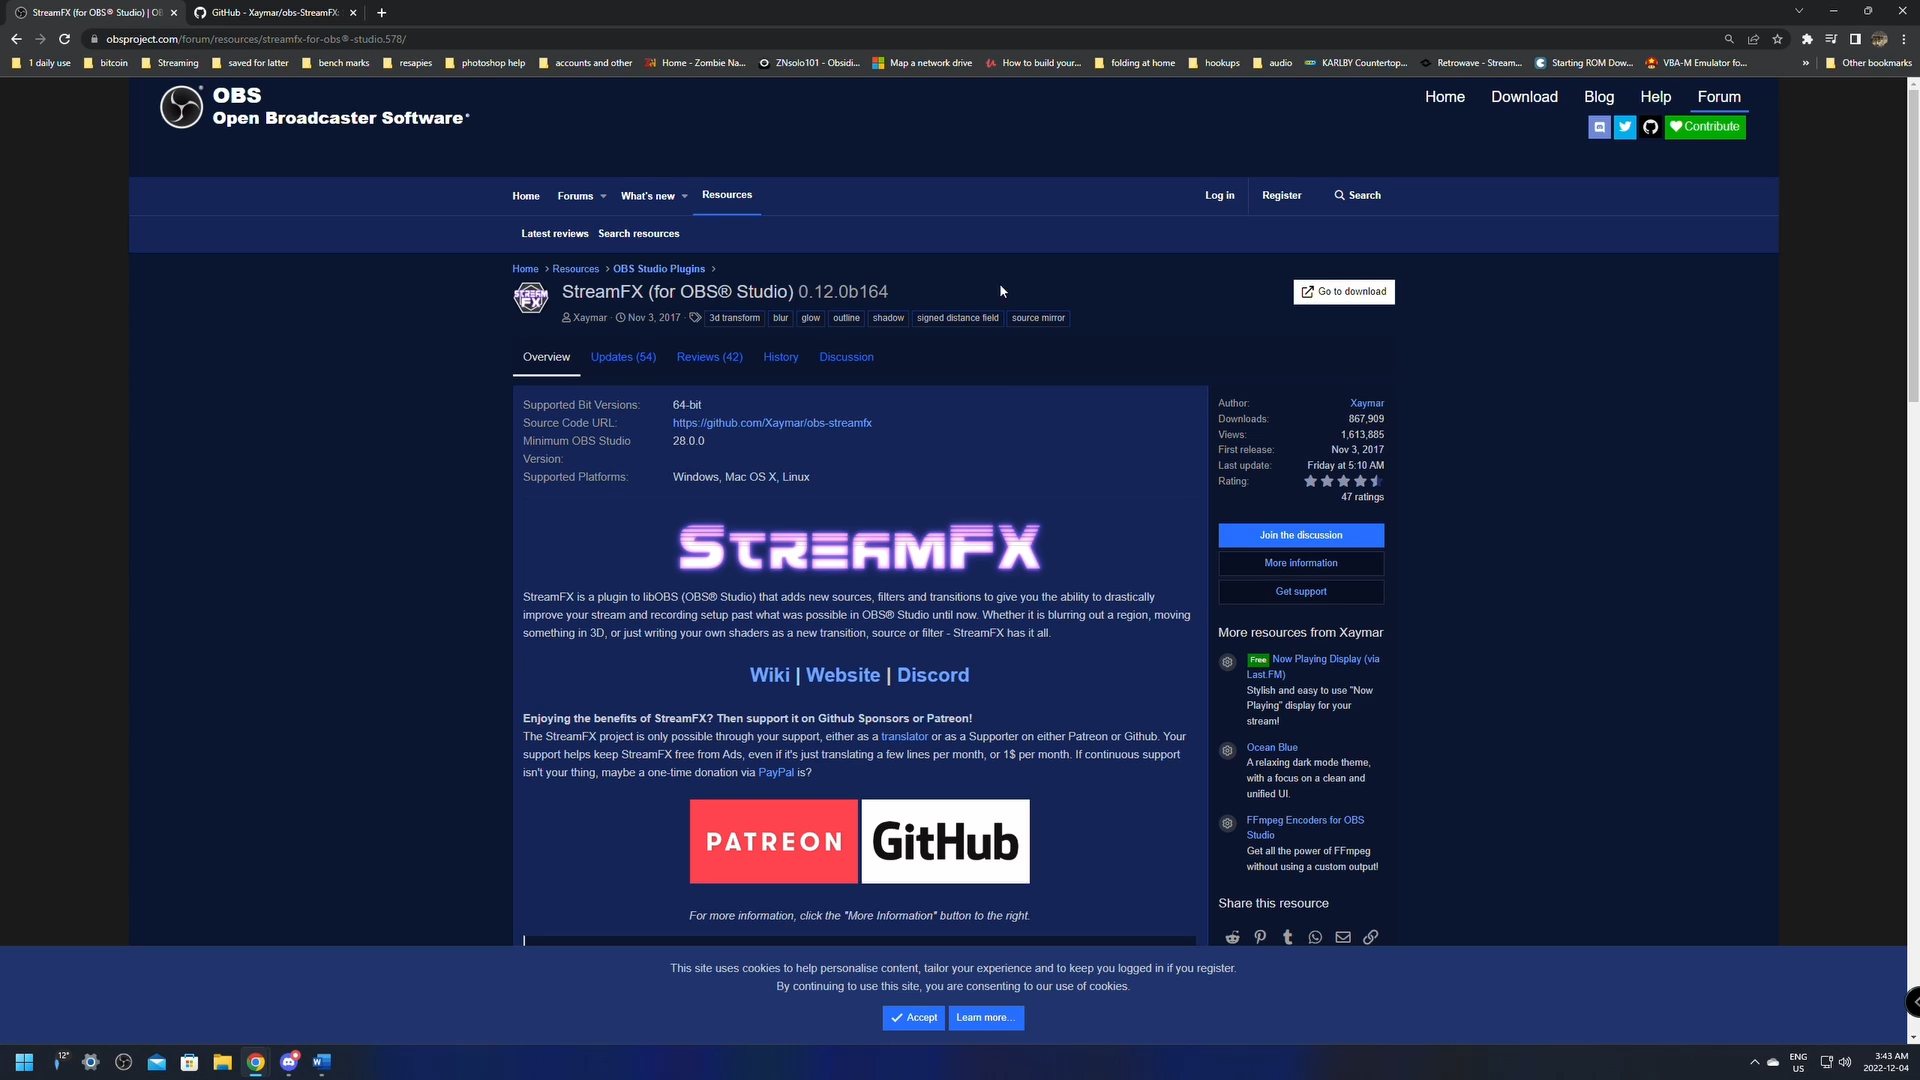 StreamFX (for OBS® Studio) | OB
GitHub - Xaymar/obs-StreamFX:
obsproject.com/forum/resources/streamfx-for-obs®-studio.578/
1 daily use
bitcoin
Streaming
saved for latter
bench marks
resapies
photoshop help
accounts and other
Home - Zombie Na...
ZNsolo101 - Obsidi...
Map a network drive
How to build your...
folding at home
hookups
audio
KARLBY Countertop...
Retrowave - Stream...
Starting ROM Dow...
VBA-M Emulator fo...
»
Other bookmarks
OBS
Open Broadcaster Software®
Home
Download
Blog
Help
Forum
Contribute
Home
Forums
What's new
Resources
Log in
Register
Search
Latest reviews
Search resources
Home > Resources > OBS Studio Plugins >
STREAM FX
StreamFX (for OBS® Studio) 0.12.0b164
Go to download
Xaymar · Nov 3, 2017 · 3d transform blur glow outline shadow signed distance field source mirror
Overview
Updates (54)
Reviews (42)
History
Discussion
Supported Bit Versions: 64-bit
Source Code URL: https://github.com/Xaymar/obs-streamfx
Minimum OBS Studio 28.0.0
Version:
Supported Platforms: Windows, Mac OS X, Linux
STREAMFX
StreamFX is a plugin to libOBS (OBS® Studio) that adds new sources, filters and transitions to give you the ability to drastically
improve your stream and recording setup past what was possible in OBS® Studio until now. Whether it is blurring out a region, moving
something in 3D, or just writing your own shaders as a new transition, source or filter - StreamFX has it all.
Wiki | Website | Discord
Enjoying the benefits of StreamFX? Then support it on Github Sponsors or Patreon!
The StreamFX project is only possible through your support, either as a translator or as a Supporter on either Patreon or Github. Your
support helps keep StreamFX free from Ads, even if it's just translating a few lines per month, or 1$ per month. If continuous support
isn't your thing, maybe a one-time donation via PayPal is?
PATREON
GitHub
For more information, click the "More Information" button to the right.
Author: Xaymar
Downloads: 867,909
Views: 1,613,885
First release: Nov 3, 2017
Last update: Friday at 5:10 AM
Rating:
47 ratings
Join the discussion
More information
Get support
More resources from Xaymar
Free Now Playing Display (via
Last.FM)
Stylish and easy to use "Now
Playing" display for your
stream!
Ocean Blue
A relaxing dark mode theme,
with a focus on a clean and
unified UI.
FFmpeg Encoders for OBS
Studio
Get all the power of FFmpeg
without using a custom output!
Share this resource
This site uses cookies to help personalise content, tailor your experience and to keep you logged in if you register.
By continuing to use this site, you are consenting to our use of cookies.
Accept
Learn more...
12°
ENG
US
3:43 AM
2022-12-04